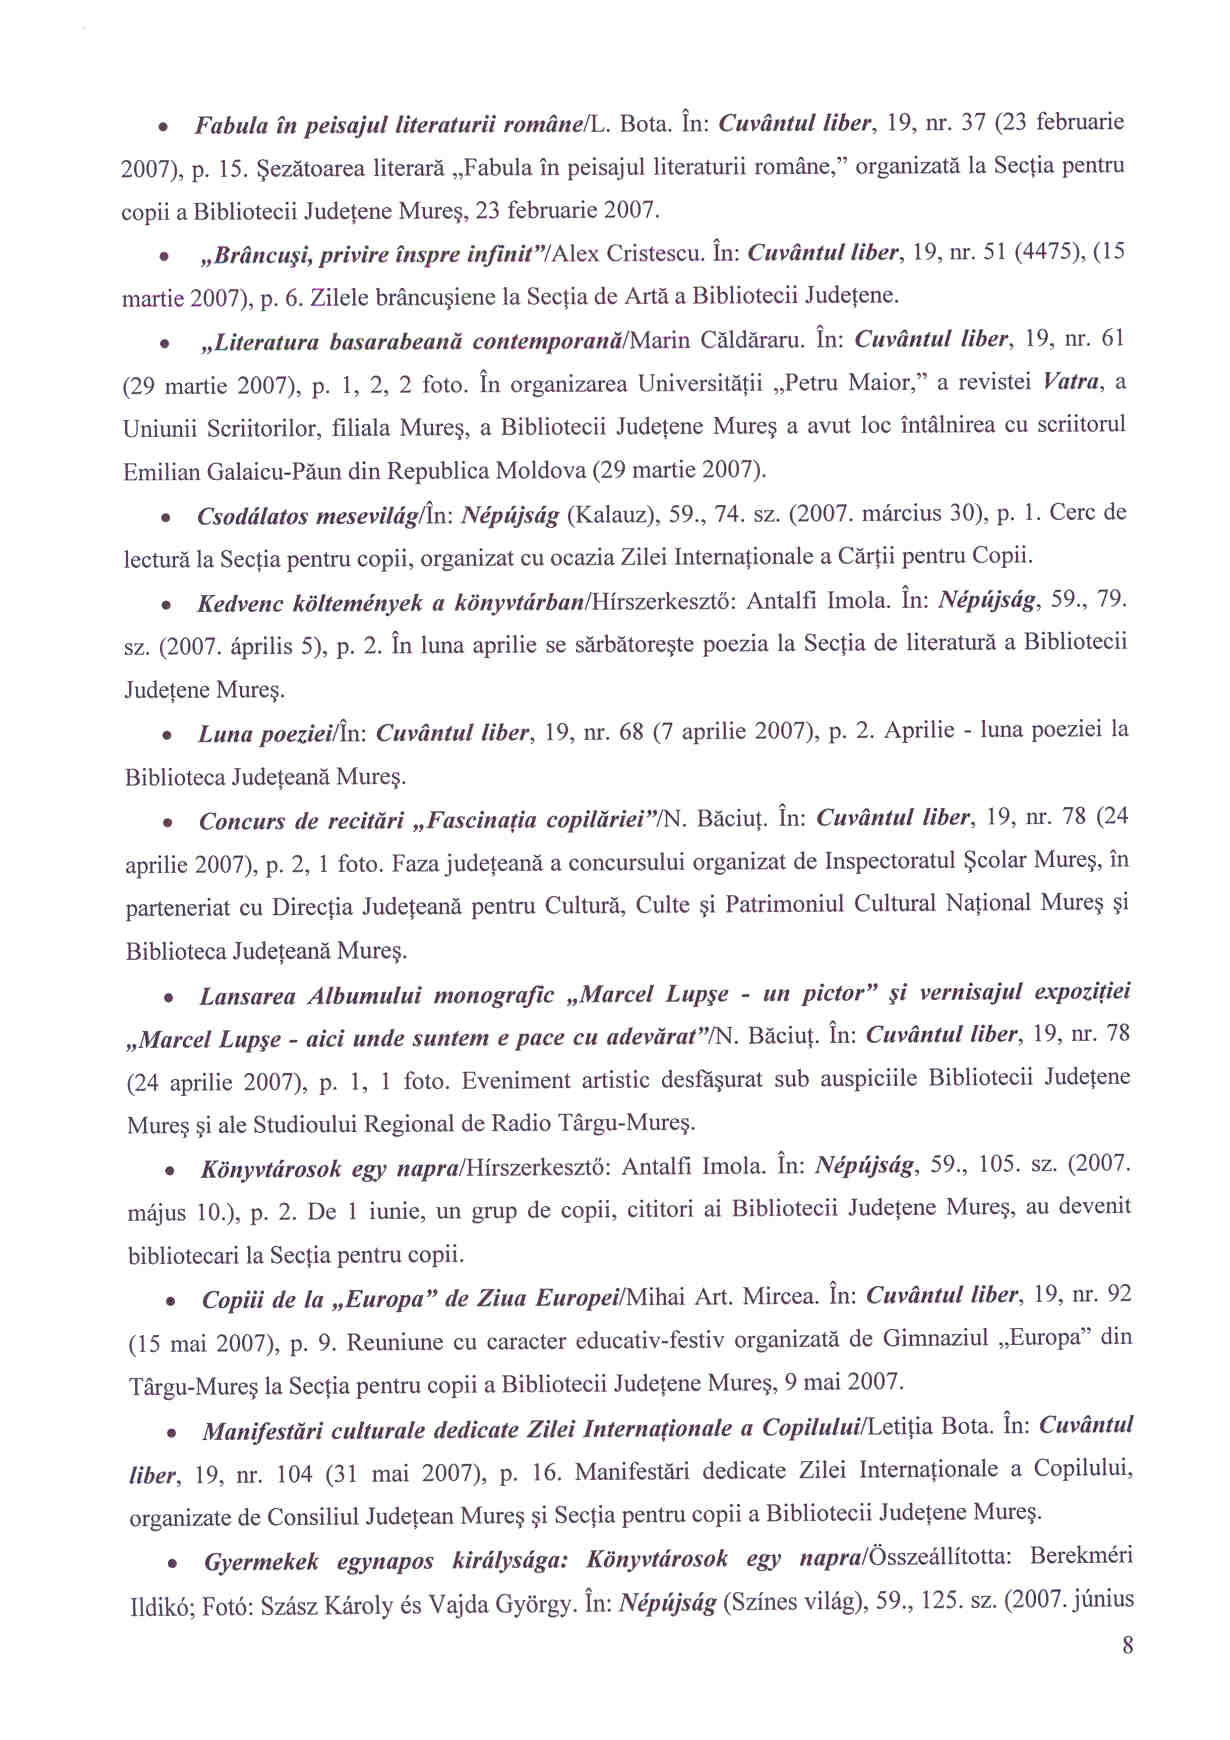 • Fabula în peisajul literaturii române/L. Bota. În: Cuvântul liber, 19, nr. 37 (23 februarie
2007), p. 15. Şezătoarea literară „Fabula în peisajul literaturii române,” organizată la Secţia pentru
copii a Bibliotecii Judeţene Mureş, 23 februarie 2007.
• „Brâncuşi, privire înspre infinit”/Alex Cristescu. În: Cuvântul liber, 19, nr. 51 (4475), (15
martie 2007), p. 6. Zilele brâncuşiene la Secţia de Artă a Bibliotecii Judeţene.
• „Literatura basarabeană contemporană/Marin Căldăraru. În: Cuvântul liber, 19, nr. 61
(29 martie 2007), p. 1, 2, 2 foto. În organizarea Universităţii „Petru Maior,” a revistei Vatra, a
Uniunii Scriitorilor, filiala Mureş, a Bibliotecii Judeţene Mureş a avut loc întâlnirea cu scriitorul
Emilian Galaicu-Păun din Republica Moldova (29 martie 2007).
• Csodálatos mesevilág/În: Népújság (Kalauz), 59., 74. sz. (2007. március 30), p. 1. Cerc de
lectură la Secţia pentru copii, organizat cu ocazia Zilei Internaţionale a Cărţii pentru Copii.
• Kedvenc költemények a könyvtárban/Hírszerkesztő: Antalfi Imola. În: Népújság, 59., 79.
sz. (2007. április 5), p. 2. În luna aprilie se sărbătoreşte poezia la Secţia de literatură a Bibliotecii
Judeţene Mureş.
• Luna poeziei/În: Cuvântul liber, 19, nr. 68 (7 aprilie 2007), p. 2. Aprilie - luna poeziei la
Biblioteca Judeţeană Mureş.
• Concurs de recitări „Fascinaţia copilăriei”/N. Băciuţ. În: Cuvântul liber, 19, nr. 78 (24
aprilie 2007), p. 2, 1 foto. Faza judeţeană a concursului organizat de Inspectoratul Şcolar Mureş, în
parteneriat cu Direcţia Judeţeană pentru Cultură, Culte şi Patrimoniul Cultural Naţional Mureş şi
Biblioteca Judeţeană Mureş.
• Lansarea Albumului monografic „Marcel Lupşe - un pictor” şi vernisajul expoziţiei
„Marcel Lupşe - aici unde suntem e pace cu adevărat”/N. Băciuţ. În: Cuvântul liber, 19, nr. 78
(24 aprilie 2007), p. 1, 1 foto. Eveniment artistic desfăşurat sub auspiciile Bibliotecii Judeţene
Mureş şi ale Studioului Regional de Radio Târgu-Mureş.
• Könyvtárosok egy napra/Hírszerkesztő: Antalfi Imola. În: Népújság, 59., 105. sz. (2007.
május 10.), p. 2. De 1 iunie, un grup de copii, cititori ai Bibliotecii Judeţene Mureş, au devenit
bibliotecari la Secţia pentru copii.
• Copiii de la „Europa” de Ziua Europei/Mihai Art. Mircea. În: Cuvântul liber, 19, nr. 92
(15 mai 2007), p. 9. Reuniune cu caracter educativ-festiv organizată de Gimnaziul „Europa” din
Târgu-Mureş la Secţia pentru copii a Bibliotecii Judeţene Mureş, 9 mai 2007.
• Manifestări culturale dedicate Zilei Internaţionale a Copilului/Letiţia Bota. În: Cuvântul
liber, 19, nr. 104 (31 mai 2007), p. 16. Manifestări dedicate Zilei Internaţionale a Copilului,
organizate de Consiliul Judeţean Mureş şi Secţia pentru copii a Bibliotecii Judeţene Mureş.
• Gyermekek egynapos királysága: Könyvtárosok egy napra/Összeállította: Berekméri
Ildikó; Fotó: Szász Károly és Vajda György. În: Népújság (Színes világ), 59., 125. sz. (2007. június
8